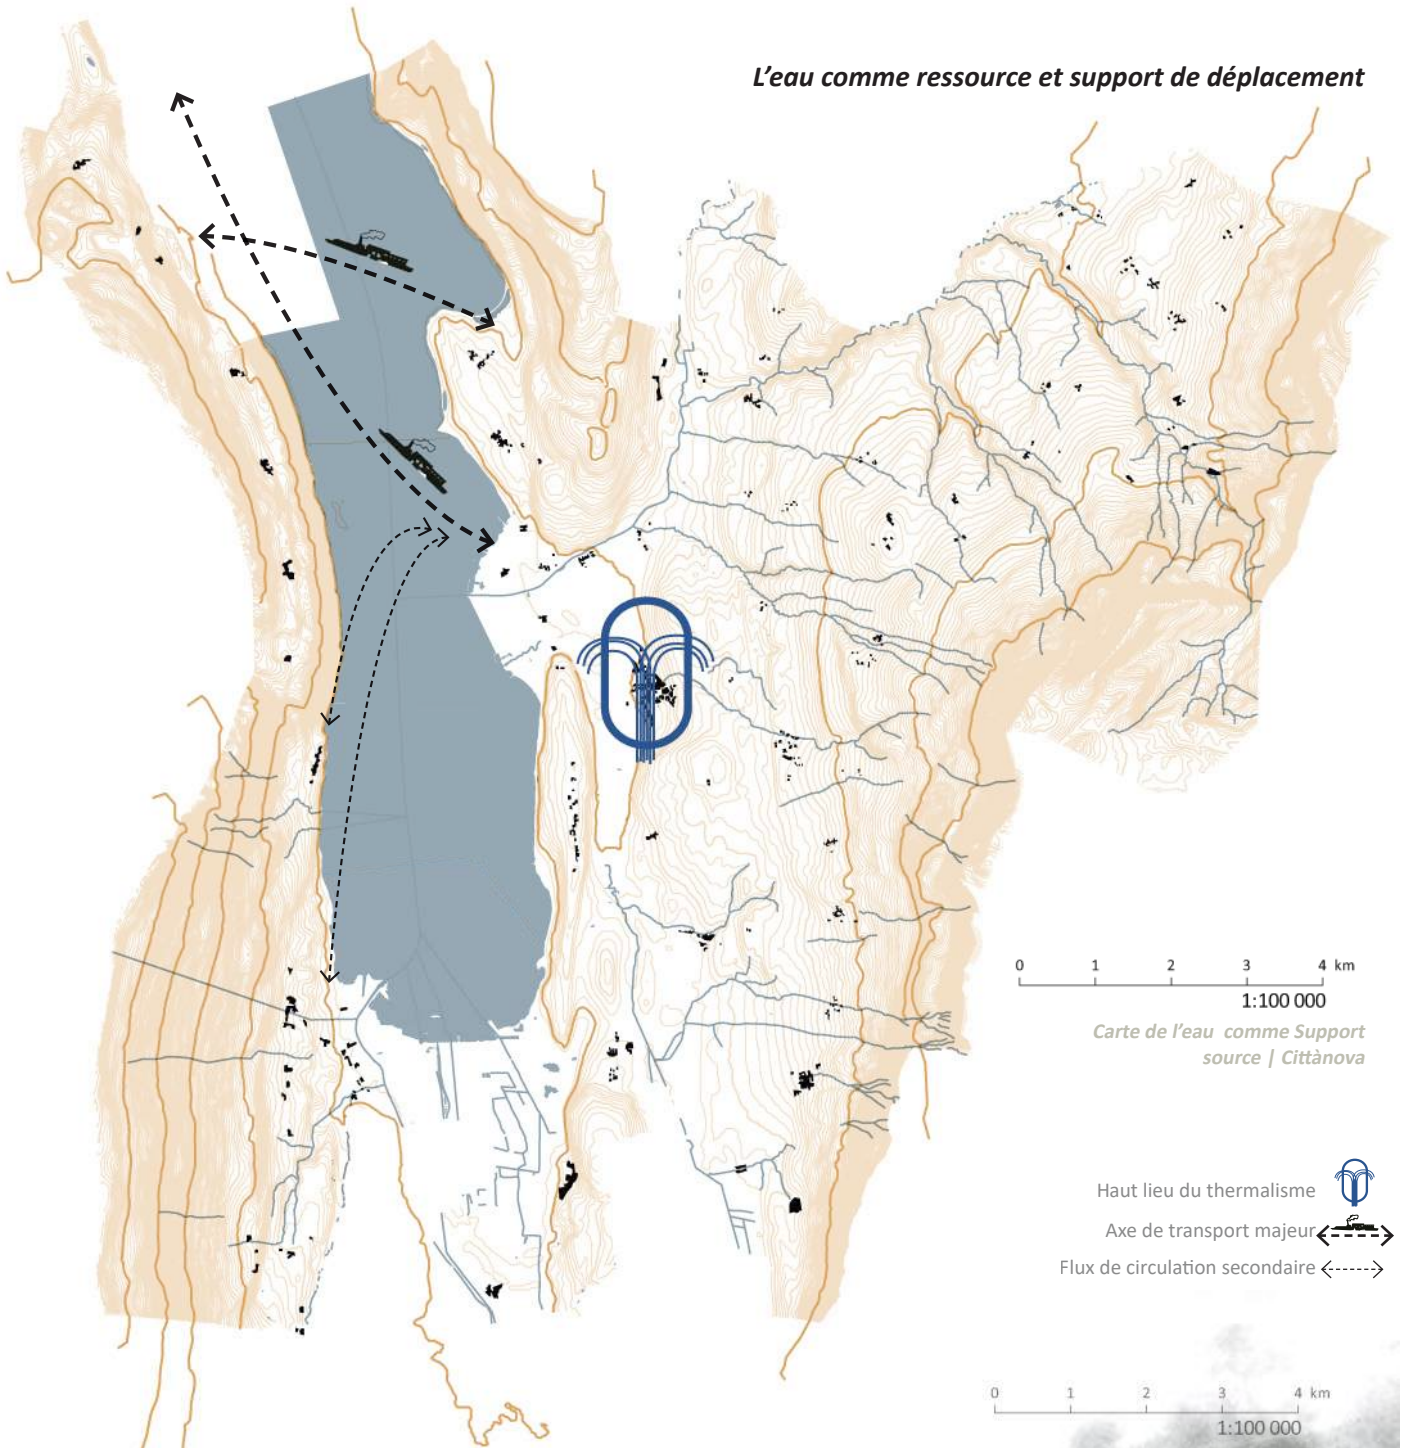 L'eau comme ressource et support de déplacement
0 1 2 3 4 km
1:100 000
Carte de l'eau  comme Support
source | Cittànova
Haut lieu du thermalisme
Axe de transport majeur
Flux de circulation secondaire
0 1 2 3 4 km
1:100 000